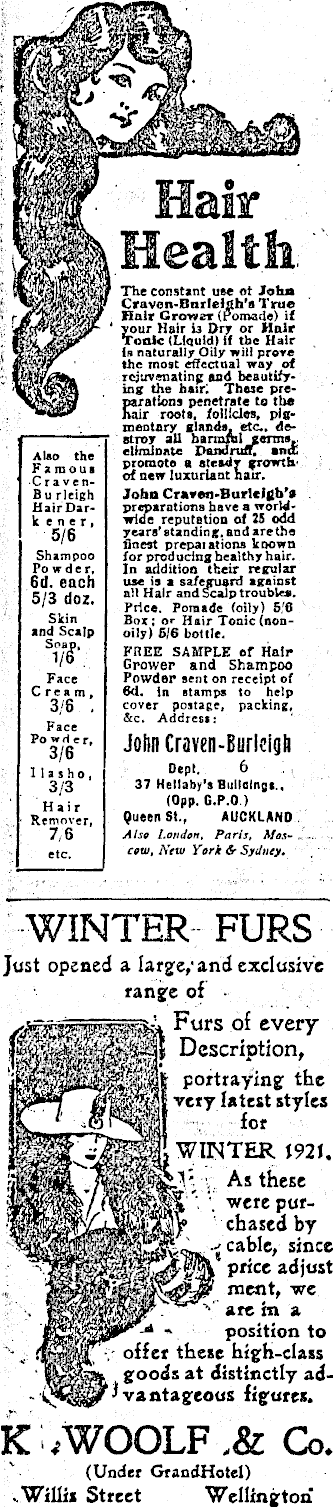 Hair
Health
The constant use of John
Craven-Burleigh's True
Hair Grower (Pomade) if
your Hair is Dry or Hair
Tonic (Liquid) if the Hair
is naturally Oily will prove
the most effectual way of
rejuvenating and beautify-
ing the hair. These pre-
parations penetrate to the
hair roots, follicles, pig-
mentary glands, etc., de-
stroy all harmful germs,
eliminate Dandruff, and
promote a steady growth
of new luxuriant hair.
John Craven-Burleigh's
preparations have a world-
wide reputation of 25 odd
years' standing, and are the
finest preparations known
for producing healthy hair.
In addition their regular
use is a safeguard against
all Hair and Scalp troubles.
Price, Pomade (oily) 5/6
Box; or Hair Tonic (non-
oily) 5/6 bottle.
FREE SAMPLE of Hair
Grower and Shampoo
Powder sent on receipt of
6d. in stamps to help
cover postage, packing,
&c. Address:
John Craven-Burleigh
Dept. 6
37 Hellaby's Buildings.,
(Opp. G.P.O.)
Queen St., AUCKLAND
Also London, Paris, Mos-
cow, New York & Sydney.
Also the
Famous
Craven-
Burleigh
Hair Dar-
kener,
5/6
Shampoo
Powder,
6d. each
5/3 doz.
Skin
and Scalp
Soap,
1/6
Face
Cream,
3/6
Face
Powder,
3/6
Ilasho,
3/3
Hair
Remover,
7/6
etc.
WINTER FURS
Just opened a large, and exclusive
range of
Furs of every
Description,
portraying the
very latest styles
for
WINTER 1921.
As these
were pur-
chased by
cable, since
price adjust
ment, we
are in a
position to
offer these high-class
goods at distinctly ad-
vantageous figures.
K. WOOLF & Co.
(Under Grand Hotel)
Willis Street Wellington